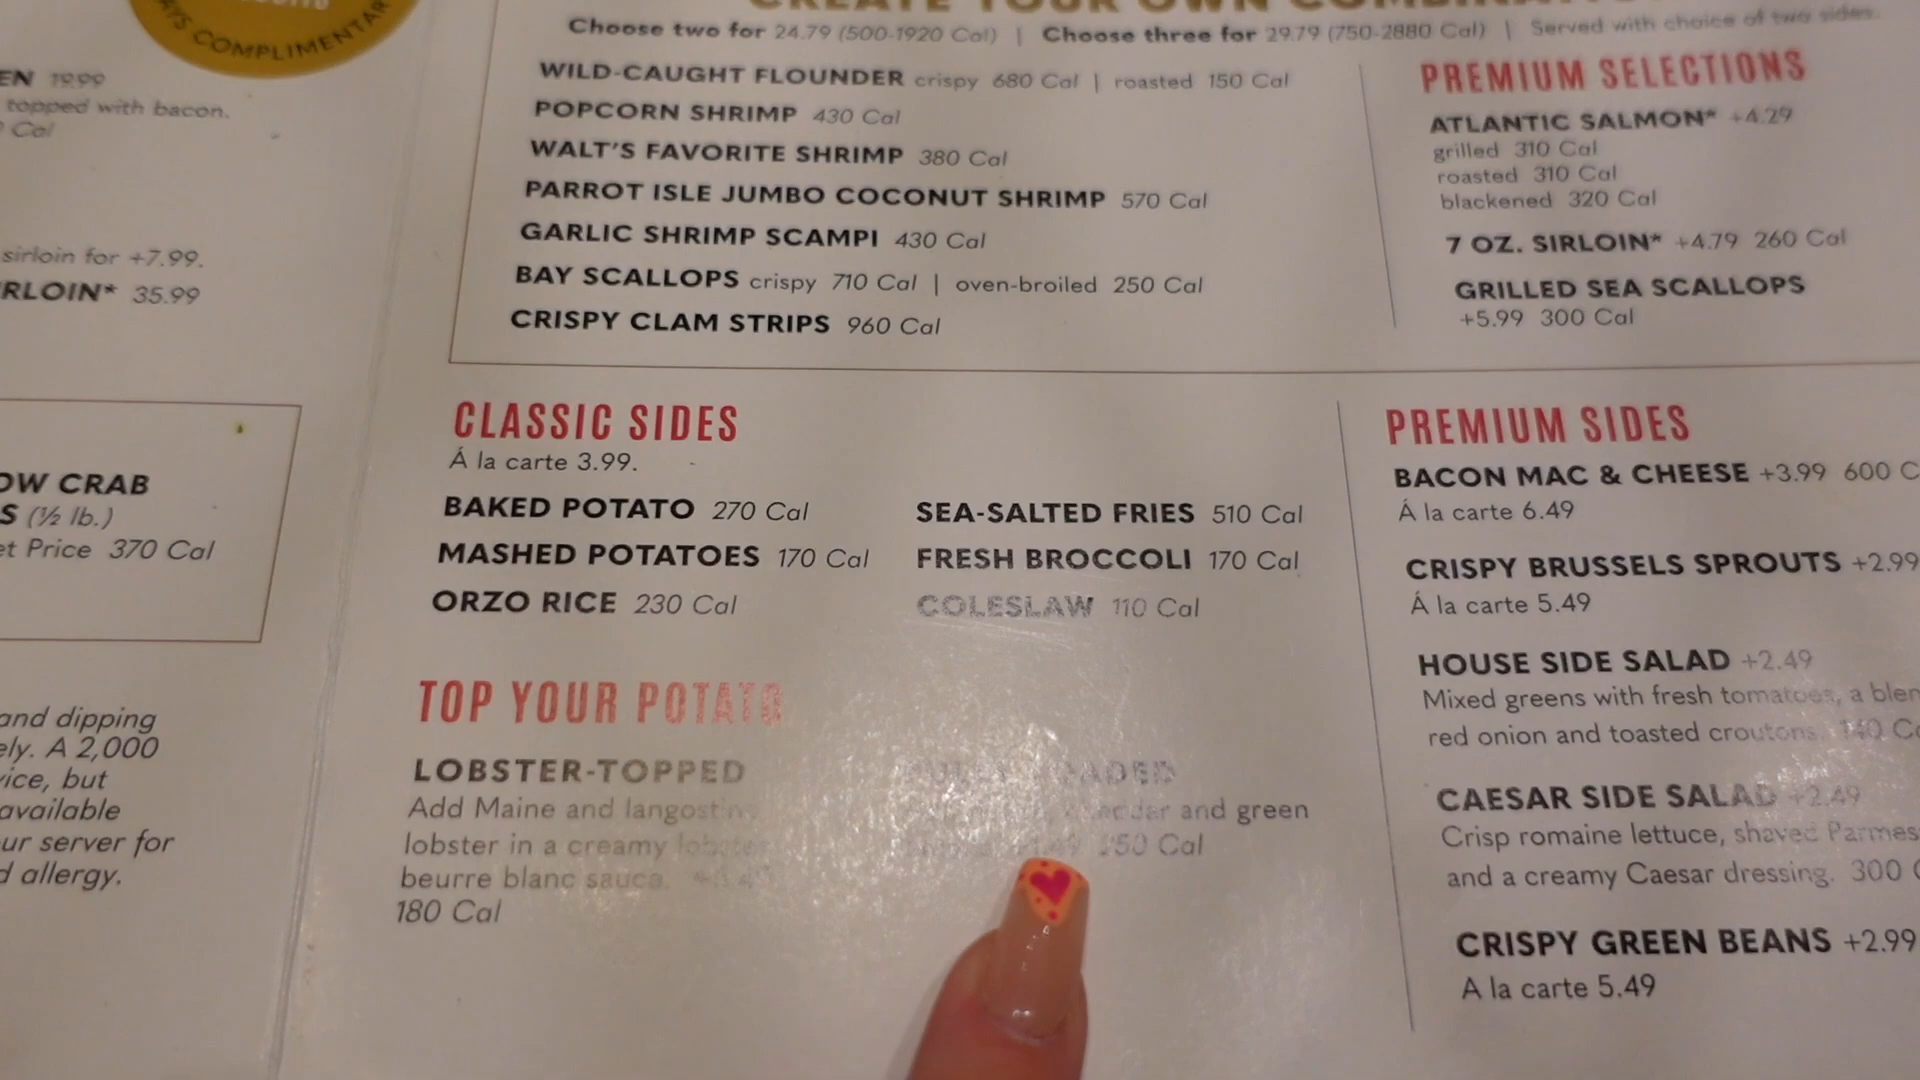 COMPLIMENTAR
EN 19.99
topped with bacon.
Cal
sirloin for +7.99.
RLOIN* 35.99
OW CRAB
S (½ lb.)
et Price 370 Cal
and dipping
ely. A 2,000
vice, but
available
ur server for
d allergy.
CREATE YOUR OWN COMBINATIO
Choose two for 24.79 (500-1920 Cal) | Choose three for 29.79 (750-2880 Cal) | Served with choice of two sides.
WILD-CAUGHT FLOUNDER crispy 680 Cal | roasted 150 Cal
POPCORN SHRIMP 430 Cal
WALT'S FAVORITE SHRIMP 380 Cal
PARROT ISLE JUMBO COCONUT SHRIMP 570 Cal
GARLIC SHRIMP SCAMPI 430 Cal
BAY SCALLOPS crispy 710 Cal | oven-broiled 250 Cal
CRISPY CLAM STRIPS 960 Cal
PREMIUM SELECTIONS
ATLANTIC SALMON* +4.29
grilled 310 Cal
roasted 310 Cal
blackened 320 Cal
7 OZ. SIRLOIN* +4.79 260 Cal
GRILLED SEA SCALLOPS
+5.99 300 Cal
CLASSIC SIDES
Á la carte 3.99.
BAKED POTATO 270 Cal
MASHED POTATOES 170 Cal
ORZO RICE 230 Cal
SEA-SALTED FRIES 510 Cal
FRESH BROCCOLI 170 Cal
COLESLAW 110 Cal
TOP YOUR POTATO
LOBSTER-TOPPED
Add Maine and langostin
lobster in a creamy lobster
beurre blanc sauce.
180 Cal
LOADED
cheddar and green
Cal
PREMIUM SIDES
BACON MAC & CHEESE +3.99 600 C
Á la carte 6.49
CRISPY BRUSSELS SPROUTS +2.99
Á la carte 5.49
HOUSE SIDE SALAD +2.49
Mixed greens with fresh tomatoes, a blen
red onion and toasted croutons. 140 Ca
CAESAR SIDE SALAD +2.49
Crisp romaine lettuce, shaved Parmes
and a creamy Caesar dressing. 300 C
CRISPY GREEN BEANS +2.99
A la carte 5.49